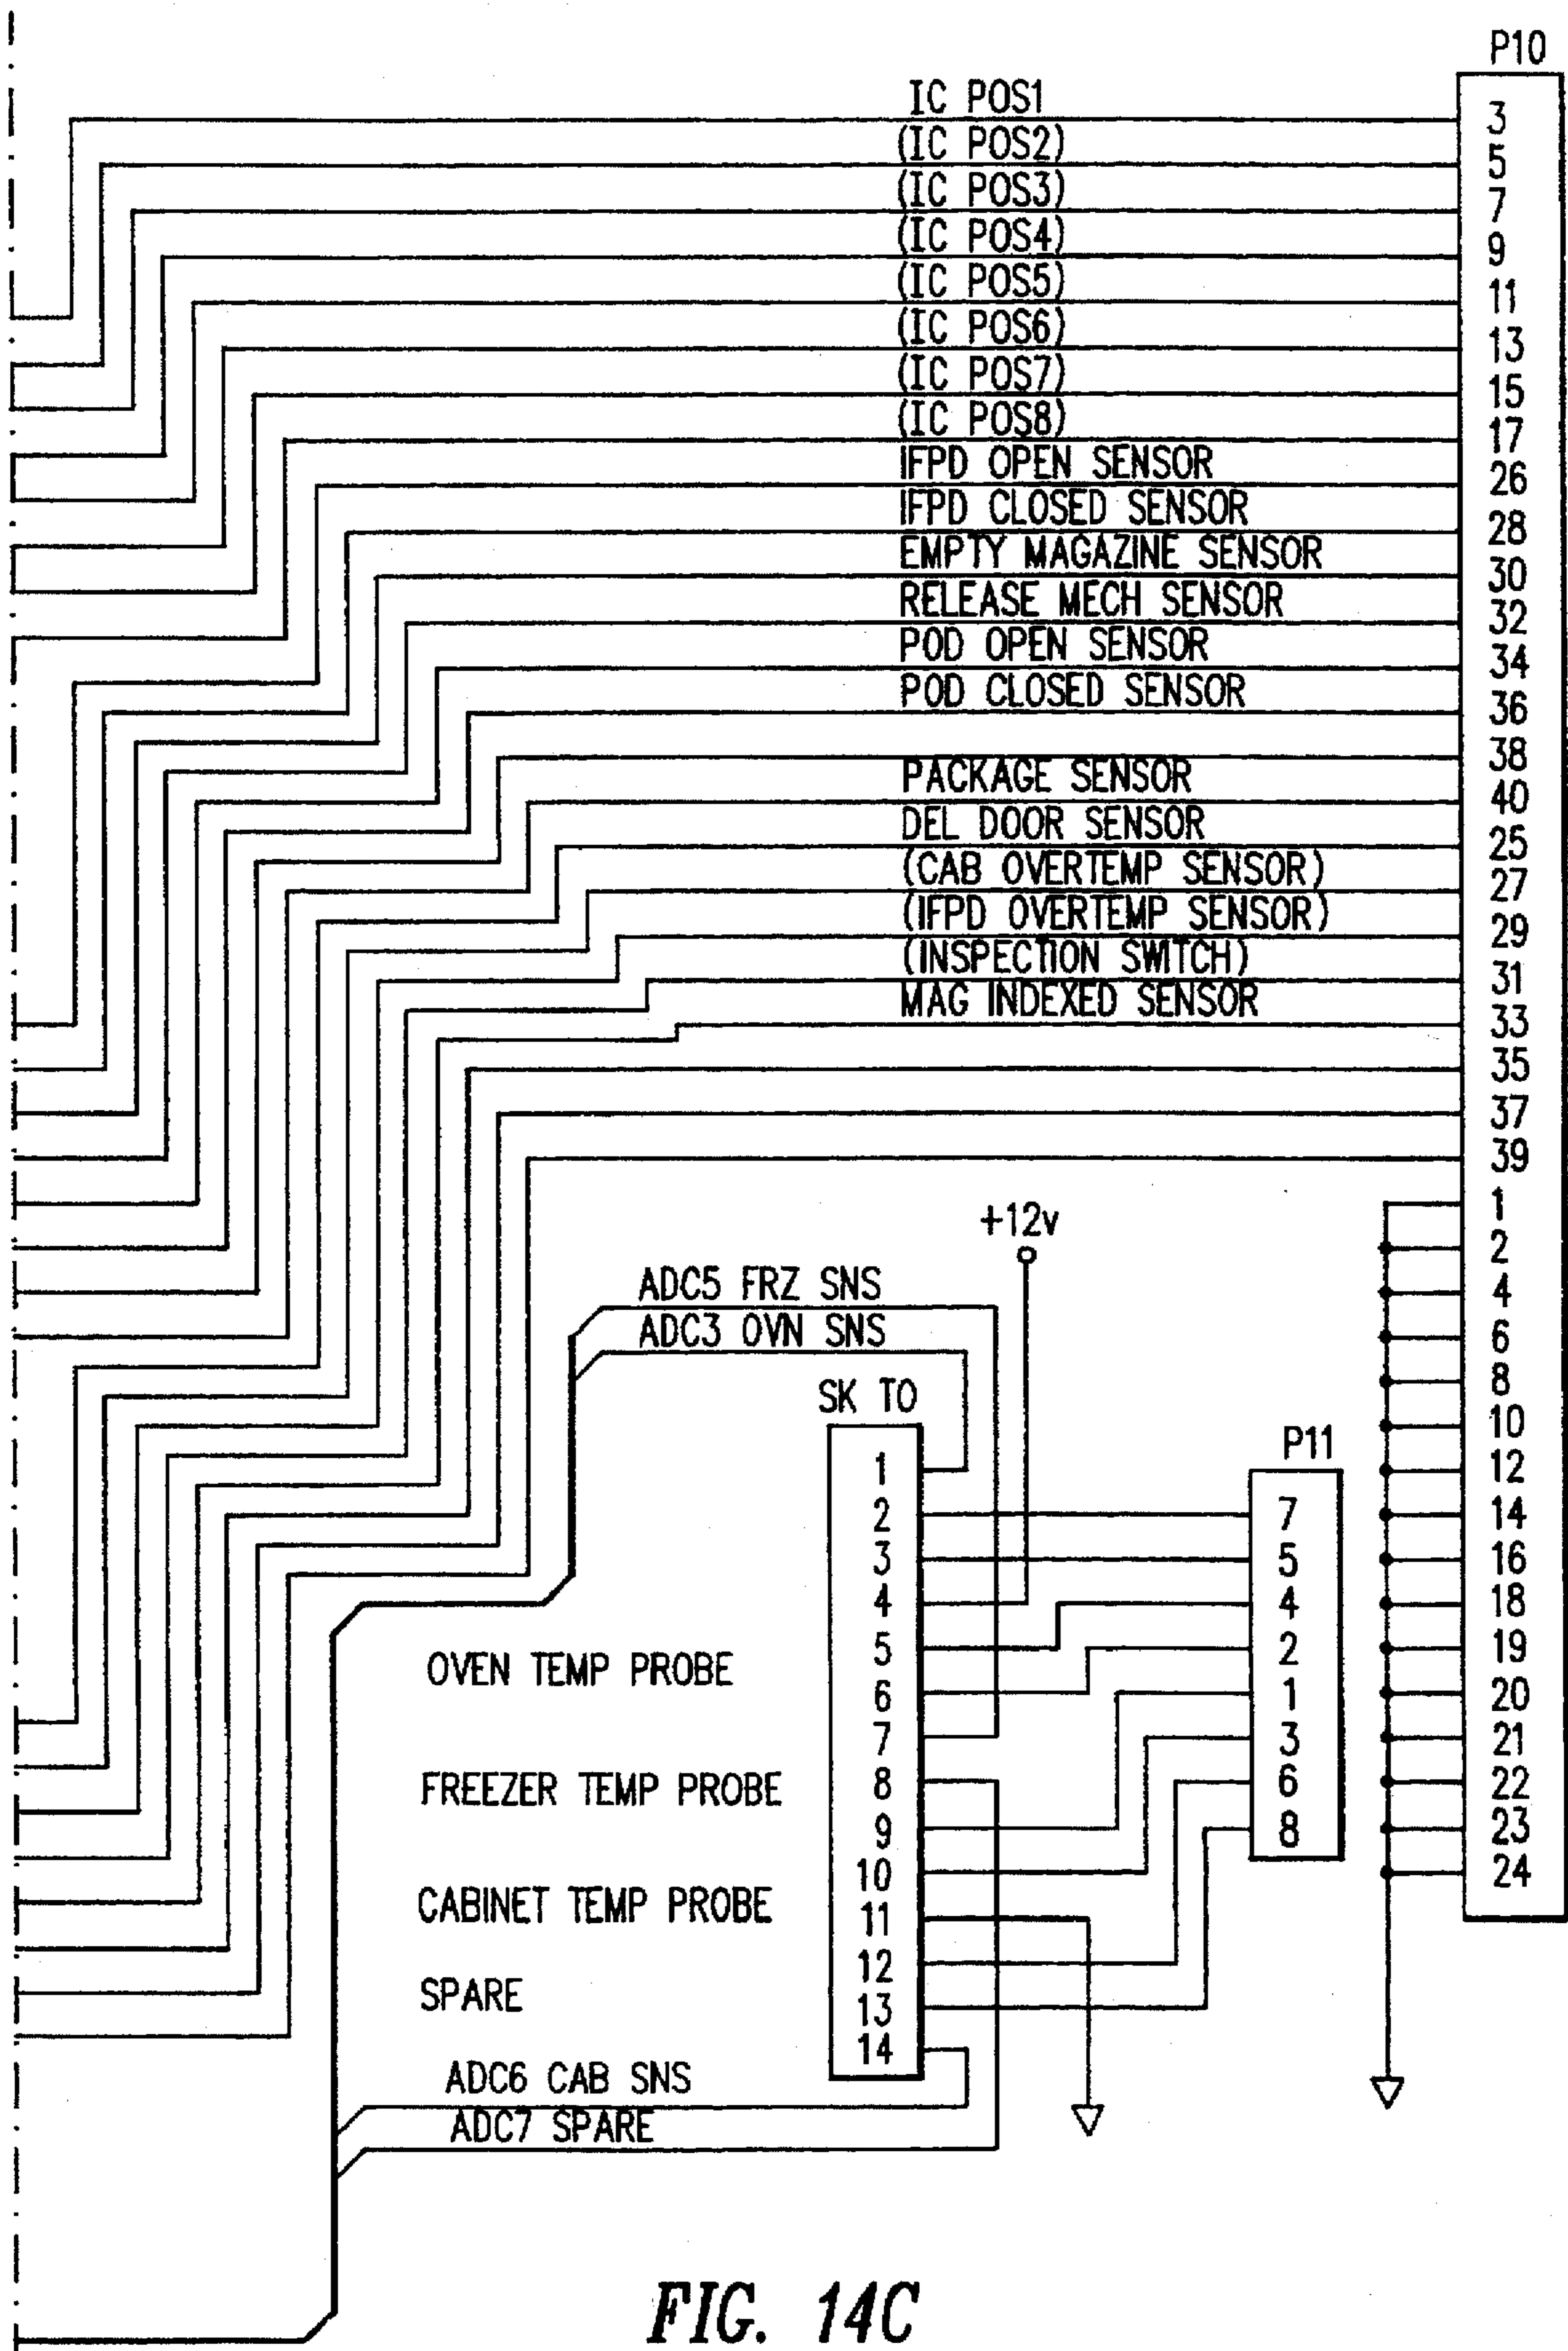 P10
IC POS1
3
(IC POS2)
5
(IC POS3)
7
(IC POS4)
9
(IC POS5)
11
(IC POS6)
13
(IC POS7)
15
(IC POS8)
17
IFPD OPEN SENSOR
26
IFPD CLOSED SENSOR
28
EMPTY MAGAZINE SENSOR
30
RELEASE MECH SENSOR
32
POD OPEN SENSOR
34
POD CLOSED SENSOR
36
38
PACKAGE SENSOR
40
DEL DOOR SENSOR
25
(CAB OVERTEMP SENSOR)
27
(IFPD OVERTEMP SENSOR)
29
(INSPECTION SWITCH)
31
MAG INDEXED SENSOR
33
35
37
39
1
2
4
6
8
10
12
14
16
18
19
20
21
22
23
24
+12v
ADC5 FRZ SNS
ADC3 OVN SNS
SK TO
1
2
3
4
5
6
7
8
9
10
11
12
13
14
P11
7
5
4
2
1
3
6
8
OVEN TEMP PROBE
FREEZER TEMP PROBE
CABINET TEMP PROBE
SPARE
ADC6 CAB SNS
ADC7 SPARE
FIG. 14C